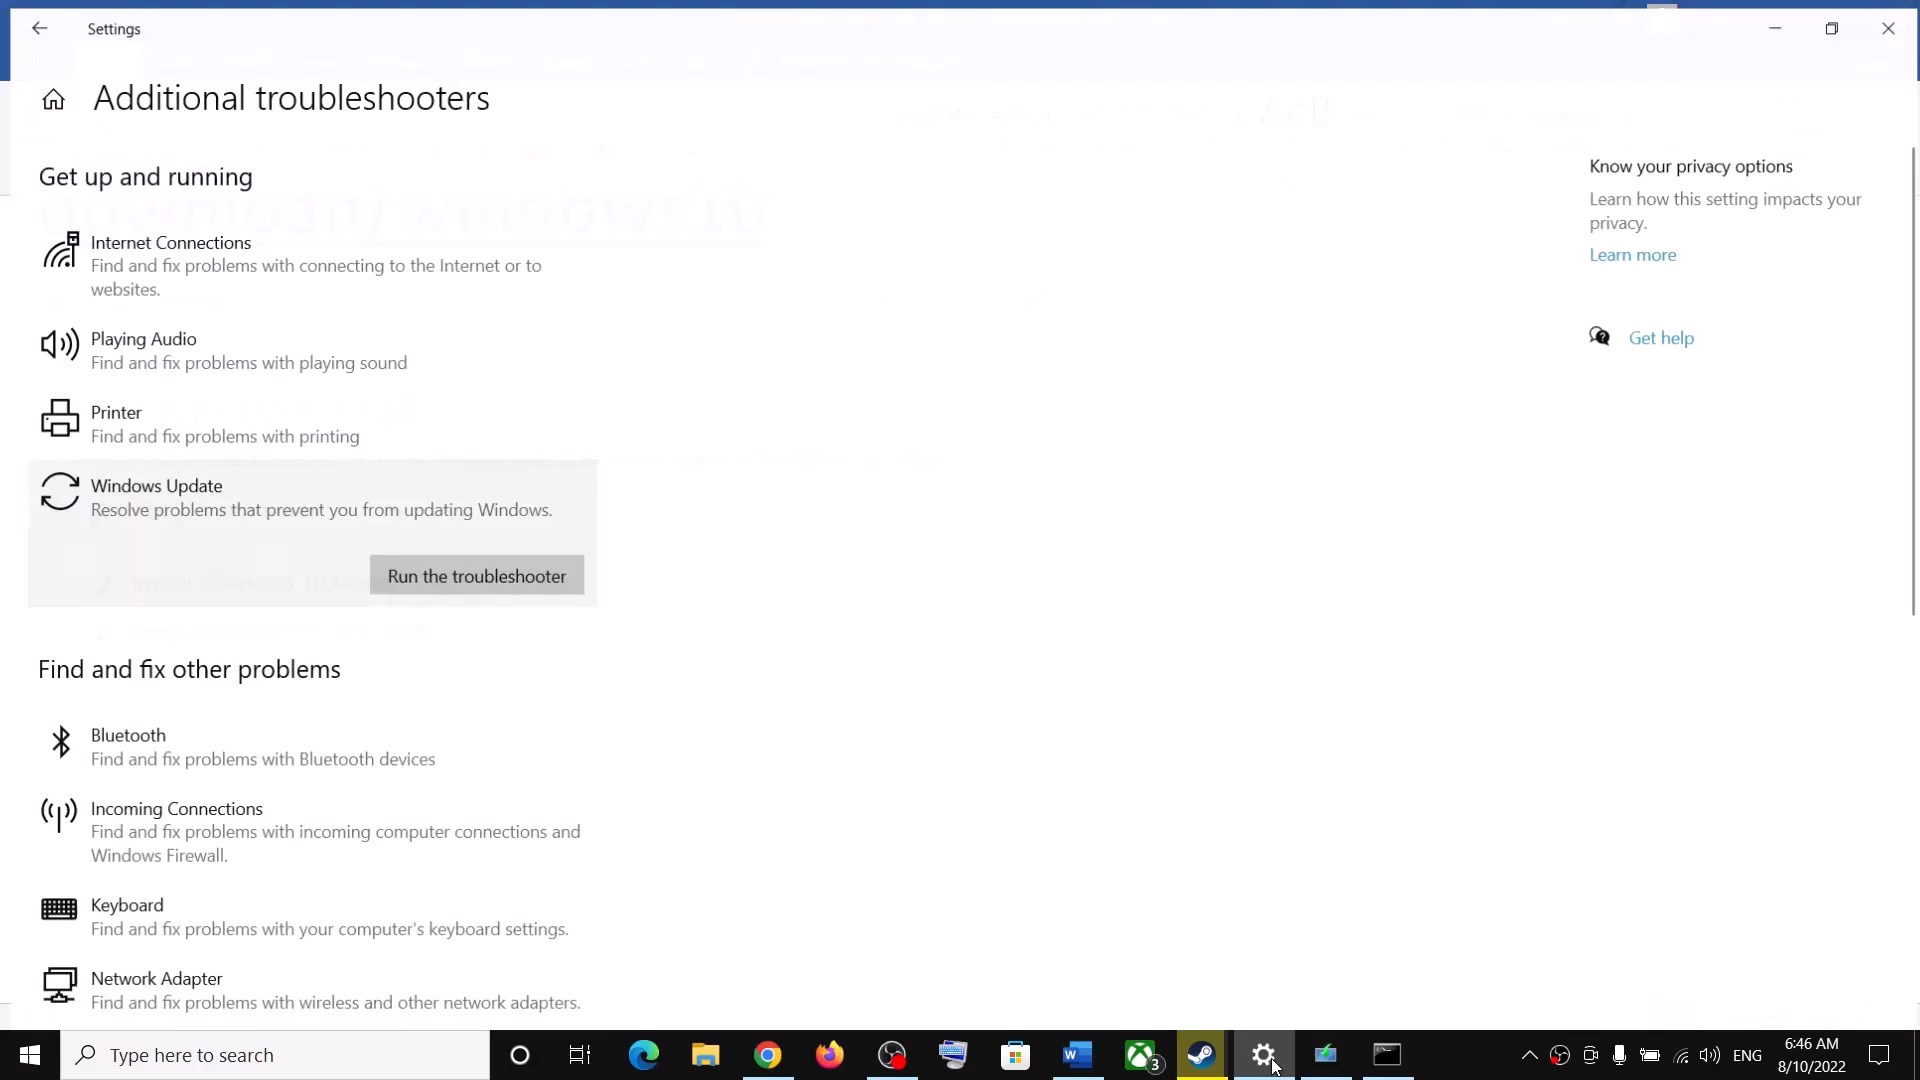 Settings
Additional troubleshooters
Get up and running
download/windows10
Internet Connections
Find and fix problems with connecting to the Internet or to
websites.
Playing Audio
Find and fix problems with playing sound
Printer
Find and fix problems with printing
Windows Update
Resolve problems that prevent you from updating Windows.
Run the troubleshooter
Find and fix other problems
Bluetooth
Find and fix problems with Bluetooth devices
Incoming Connections
Find and fix problems with incoming computer connections and
Windows Firewall.
Keyboard
Find and fix problems with your computer's keyboard settings.
Network Adapter
Find and fix problems with wireless and other network adapters.
Know your privacy options
Learn how this setting impacts your
privacy.
Learn more
Get help
Type here to search
3
ENG
6:46 AM
8/10/2022